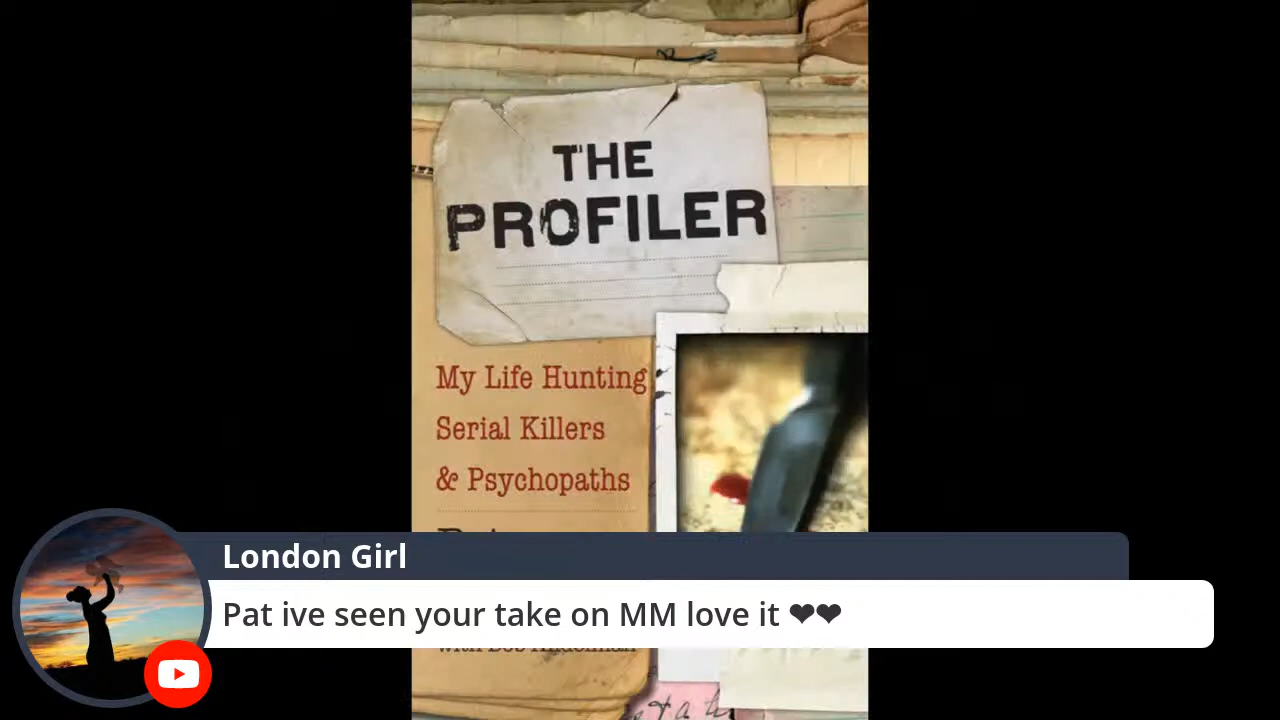 THE
PROFILER
My Life Hunting
Serial Killers
& Psychopaths
London Girl
Pat ive seen your take on MM love it ❤❤